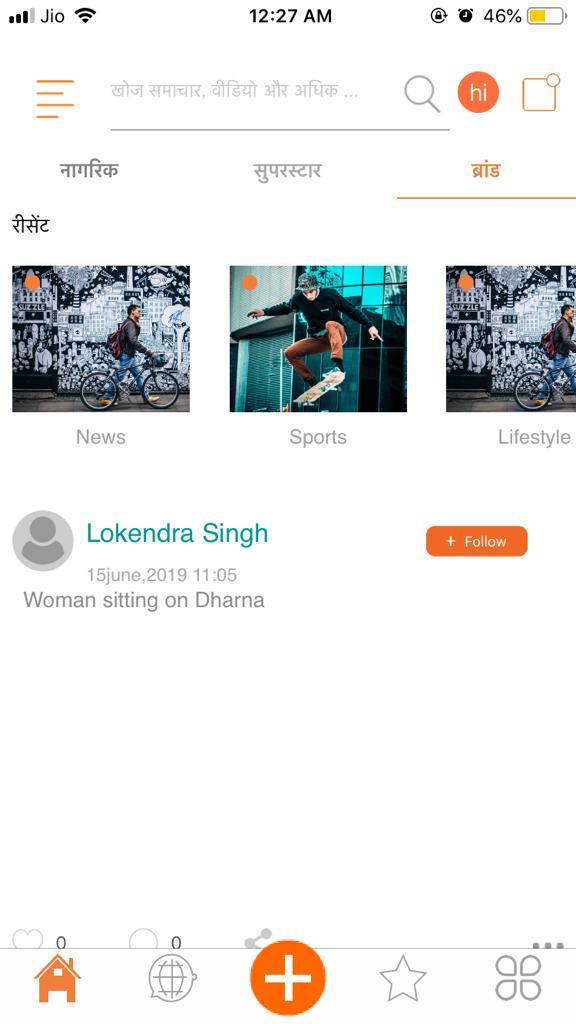 Jio 12:27 AM 46%
खोज समाचार, वीडियो और अधिक ... hi
नागरिक सुपरस्टार ब्रांड
रीसेंट
News Sports Lifestyle
Lokendra Singh
+ Follow
15june,2019 11:05
Woman sitting on Dharna
0 0